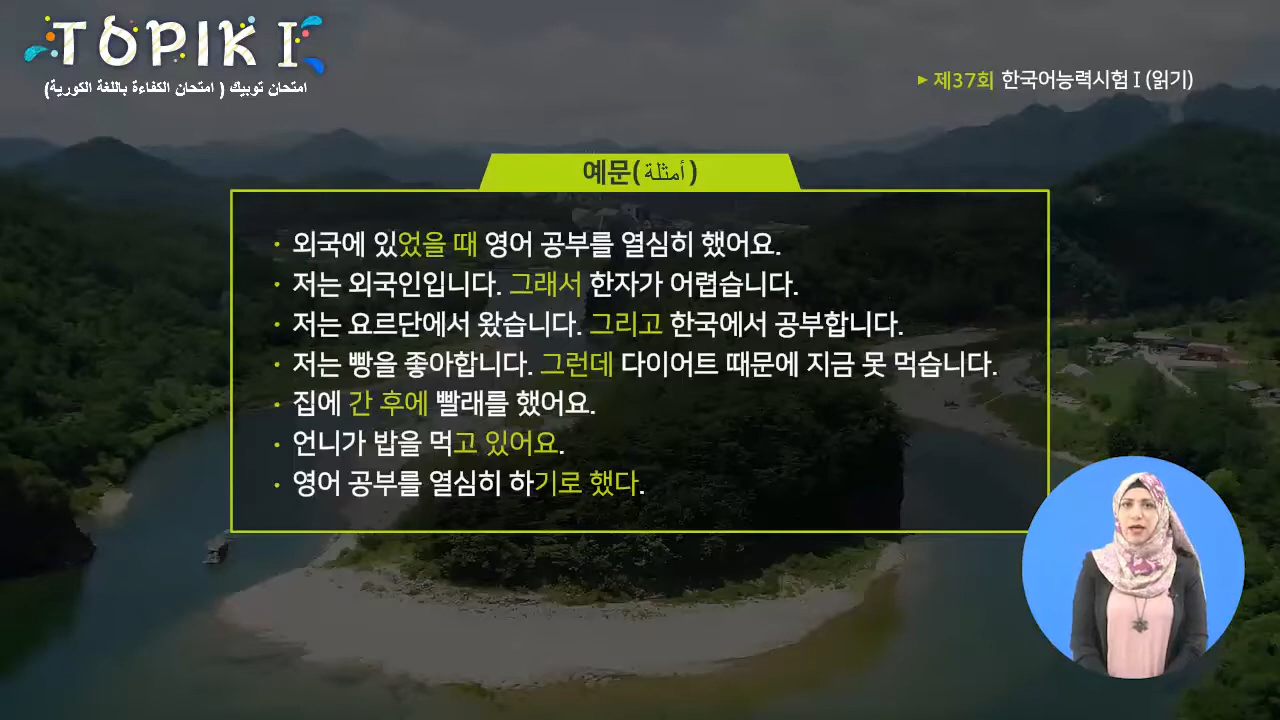 TOPIK I
امتحان توبيك ( امتحان الكفاءة باللغة الكورية)
▶ 제37회 한국어능력시험 I (읽기)
예문(أمثلة)
· 외국에 있었을 때 영어 공부를 열심히 했어요.
· 저는 외국인입니다. 그래서 한자가 어렵습니다.
· 저는 요르단에서 왔습니다. 그리고 한국에서 공부합니다.
· 저는 빵을 좋아합니다. 그런데 다이어트 때문에 지금 못 먹습니다.
· 집에 간 후에 빨래를 했어요.
· 언니가 밥을 먹고 있어요.
· 영어 공부를 열심히 하기로 했다.